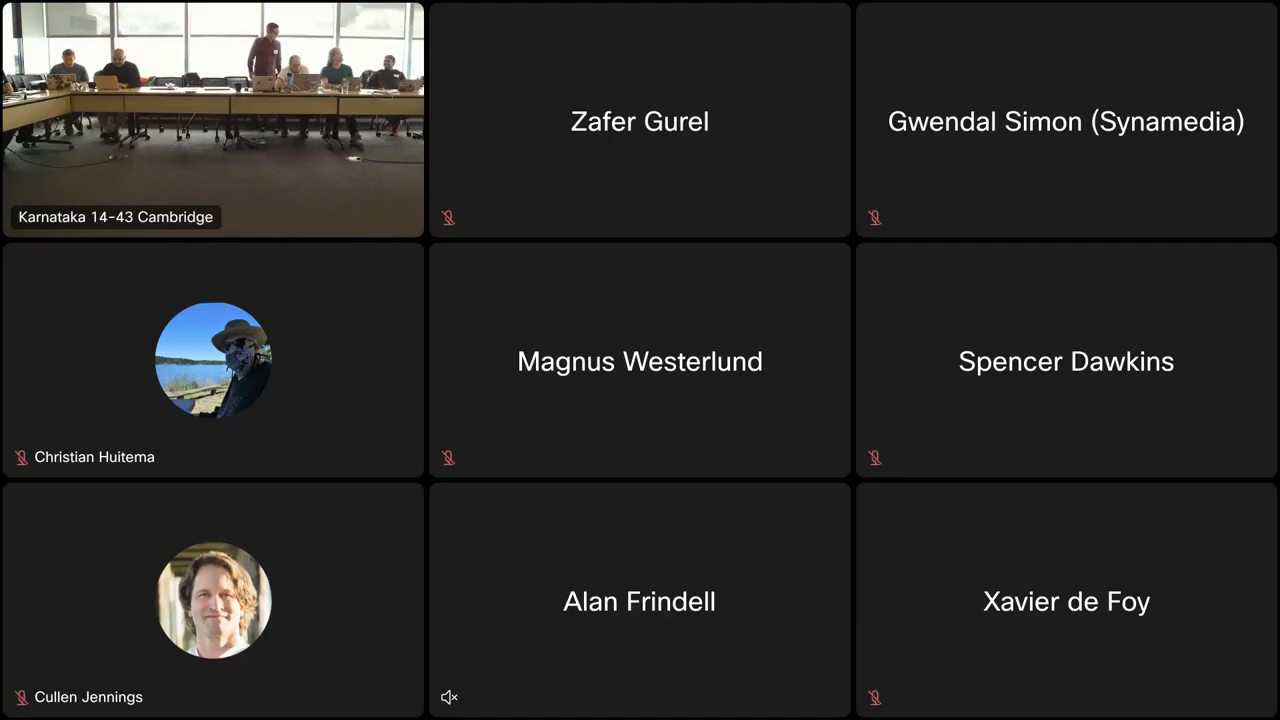 Karnataka 14-43 Cambridge
Zafer Gurel
Gwendal Simon (Synamedia)
Christian Huitema
Magnus Westerlund
Spencer Dawkins
Cullen Jennings
Alan Frindell
Xavier de Foy